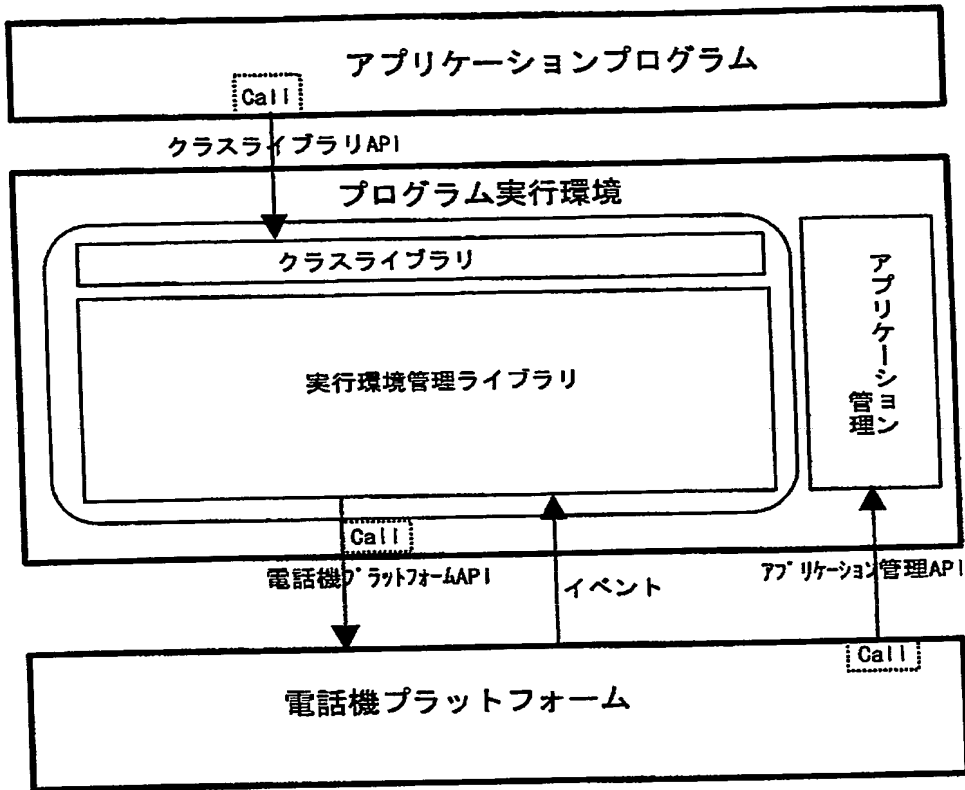 アプリケーションプログラム
Call
クラスライブラリAPI
プログラム実行環境
クラスライブラリ
実行環境管理ライブラリ
アプリケーション
管理
Call
電話機プラットフォームAPI
イベント
アプリケーション管理API
Call
電話機プラットフォーム